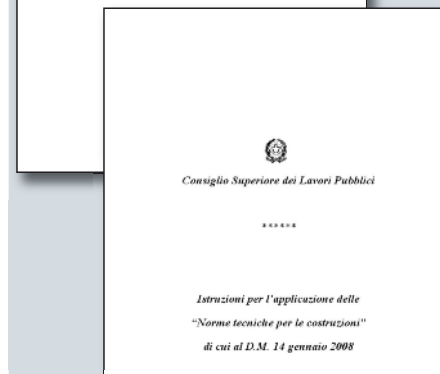 Consiglio Superiore dei Lavori Pubblici
******
Istruzioni per l'applicazione delle
"Norme tecniche per le costruzioni"
di cui al D.M. 14 gennaio 2008